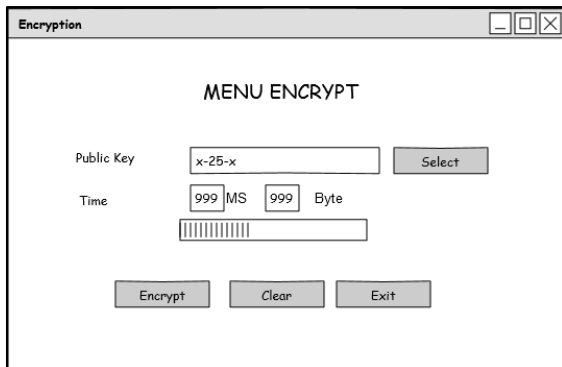 Encryption
MENU ENCRYPT
Public Key x-25-x Select
Time 999 MS 999 Byte
Encrypt Clear Exit